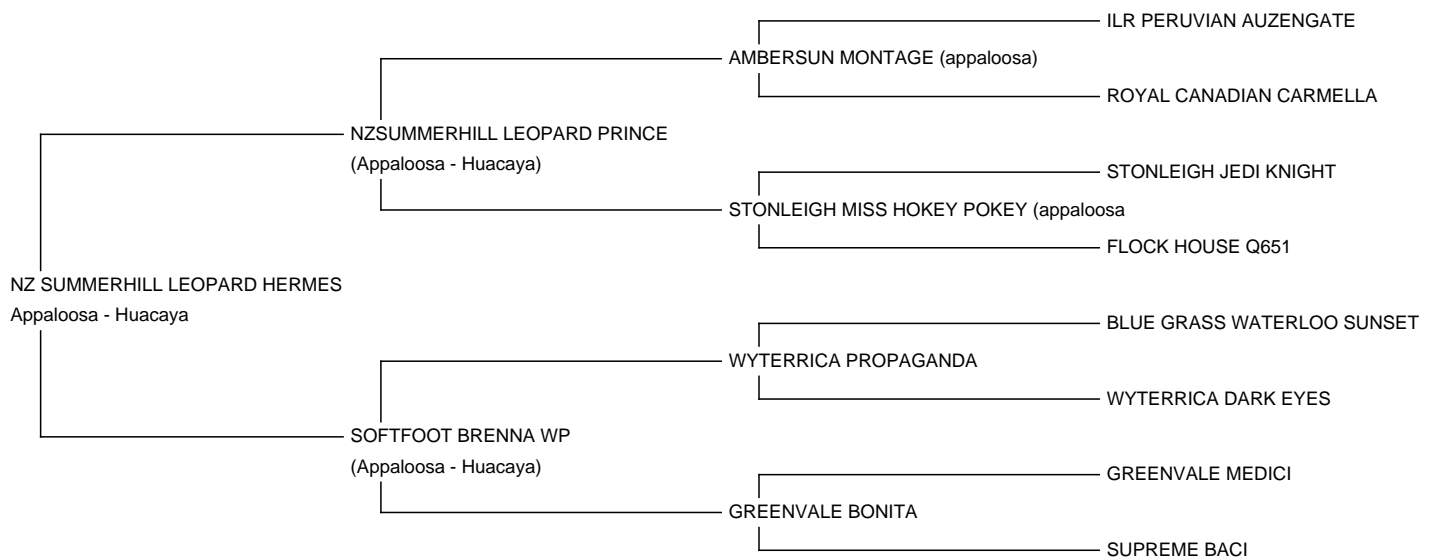 ILR PERUVIAN AUZENGATE
AMBERSUN MONTAGE (appaloosa)
ROYAL CANADIAN CARMELLA
NZSUMMERHILL LEOPARD PRINCE
(Appaloosa - Huacaya)
STONLEIGH JEDI KNIGHT
STONLEIGH MISS HOKEY POKEY (appaloosa
FLOCK HOUSE Q651
NZ SUMMERHILL LEOPARD HERMES
Appaloosa - Huacaya
BLUE GRASS WATERLOO SUNSET
WYTERRICA PROPAGANDA
WYTERRICA DARK EYES
SOFTFOOT BRENNA WP
(Appaloosa - Huacaya)
GREENVALE MEDICI
GREENVALE BONITA
SUPREME BACI